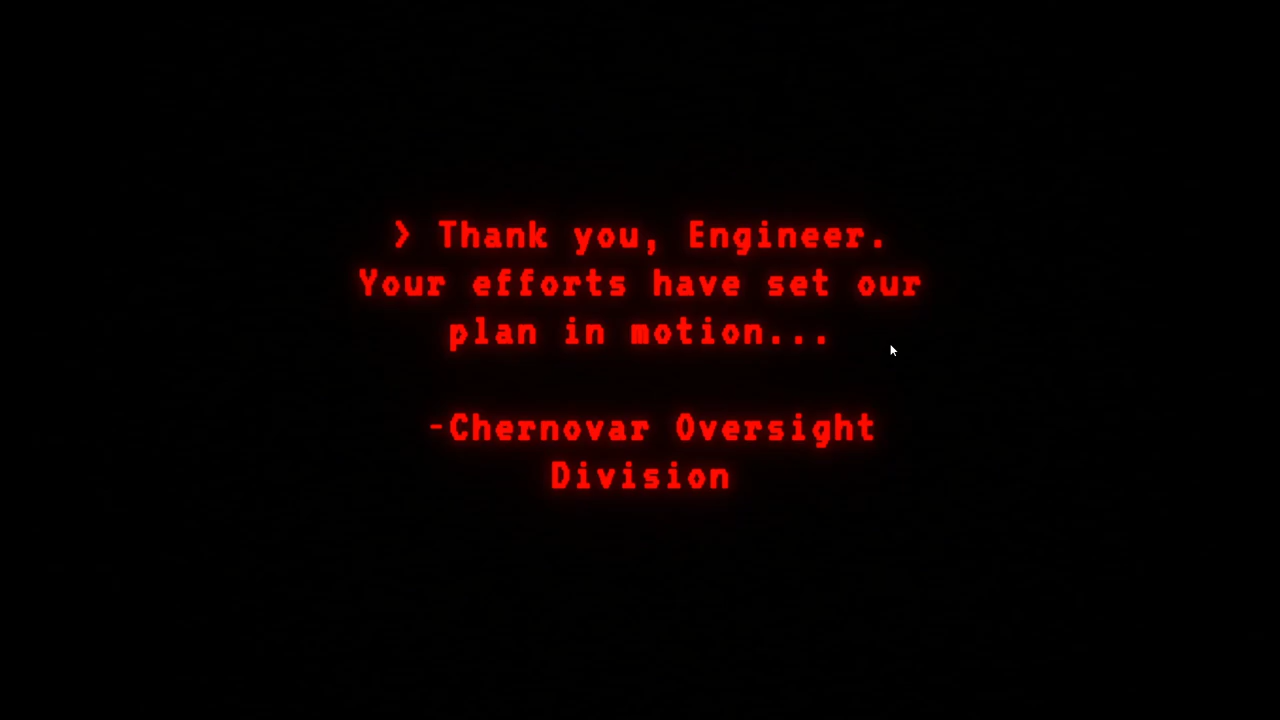 ❯ Thank you, Engineer.
Your efforts have set our
plan in motion...
-Chernovar Oversight
Division